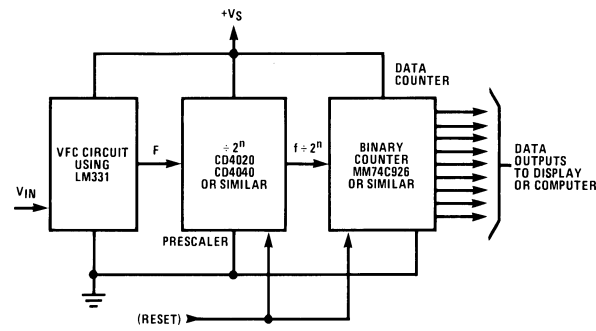 +VS
DATA
COUNTER
VFC CIRCUIT
USING
LM331
F
÷ 2ⁿ
CD4020
CD4040
OR SIMILAR
f ÷ 2ⁿ
BINARY
COUNTER
MM74C926
OR SIMILAR
DATA
OUTPUTS
TO DISPLAY
OR COMPUTER
VIN
PRESCALER
(RESET)